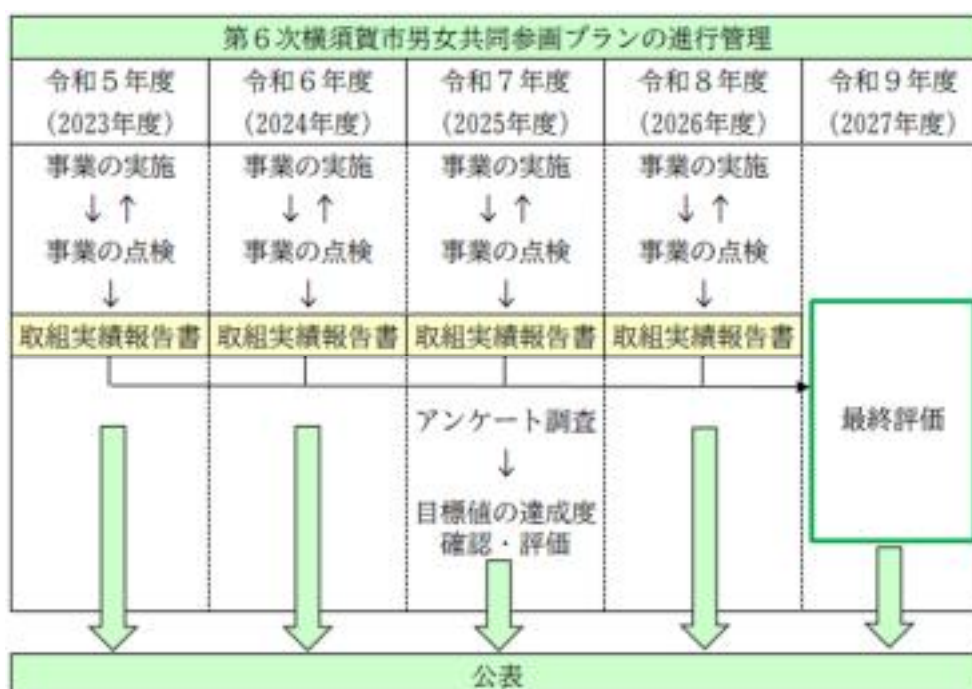 第６次横須賀市男女共同参画プランの進行管理
令和５年度 令和６年度 令和７年度 令和８年度 令和９年度
（2023年度） （2024年度） （2025年度） （2026年度） （2027年度）
事業の実施 事業の実施 事業の実施 事業の実施
↓ ↑ ↓ ↑ ↓ ↑ ↓ ↑
事業の点検 事業の点検 事業の点検 事業の点検
↓ ↓ ↓ ↓
取組実績報告書 取組実績報告書 取組実績報告書 取組実績報告書
アンケート調査
↓
目標値の達成度
確認・評価
最終評価
公表